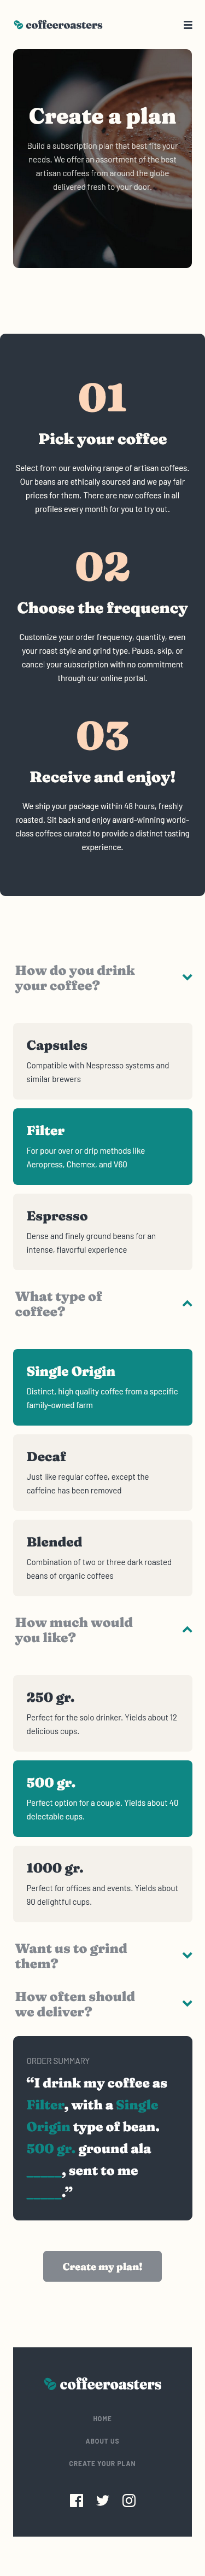 coffeeroasters
Create a plan
Build a subscription plan that best fits your
needs. We offer an assortment of the best
artisan coffees from around the globe
delivered fresh to your door.
01
Pick your coffee
Select from our evolving range of artisan coffees.
Our beans are ethically sourced and we pay fair
prices for them. There are new coffees in all
profiles every month for you to try out.
02
Choose the frequency
Customize your order frequency, quantity, even
your roast style and grind type. Pause, skip, or
cancel your subscription with no commitment
through our online portal.
03
Receive and enjoy!
We ship your package within 48 hours, freshly
roasted. Sit back and enjoy award-winning world-
class coffees curated to provide a distinct tasting
experience.
How do you drink
your coffee?
Capsules
Compatible with Nespresso systems and
similar brewers
Filter
For pour over or drip methods like
Aeropress, Chemex, and V60
Espresso
Dense and finely ground beans for an
intense, flavorful experience
What type of
coffee?
Single Origin
Distinct, high quality coffee from a specific
family-owned farm
Decaf
Just like regular coffee, except the
caffeine has been removed
Blended
Combination of two or three dark roasted
beans of organic coffees
How much would
you like?
250 gr.
Perfect for the solo drinker. Yields about 12
delicious cups.
500 gr.
Perfect option for a couple. Yields about 40
delectable cups.
1000 gr.
Perfect for offices and events. Yields about
90 delightful cups.
Want us to grind
them?
How often should
we deliver?
ORDER SUMMARY
“I drink my coffee as
Filter, with a Single
Origin type of bean.
500 gr. ground ala
_____, sent to me
_____.”
Create my plan!
coffeeroasters
HOME
ABOUT US
CREATE YOUR PLAN